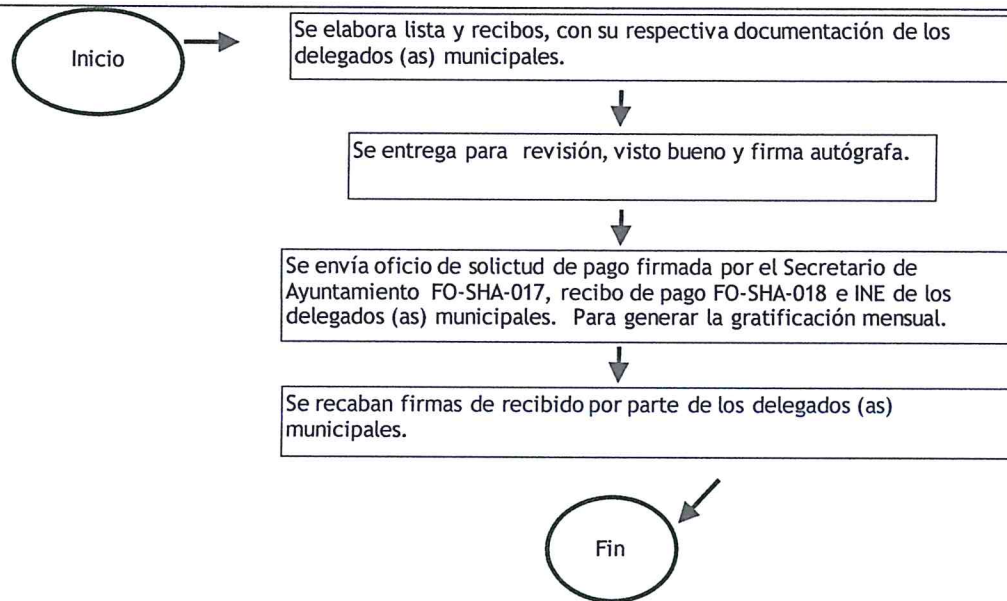 Inicio
Se elabora lista y recibos, con su respectiva documentación de los
delegados (as) municipales.
Se entrega para revisión, visto bueno y firma autógrafa.
Se envía oficio de solictud de pago firmada por el Secretario de
Ayuntamiento FO-SHA-017, recibo de pago FO-SHA-018 e INE de los
delegados (as) municipales. Para generar la gratificación mensual.
Se recaban firmas de recibido por parte de los delegados (as)
municipales.
Fin